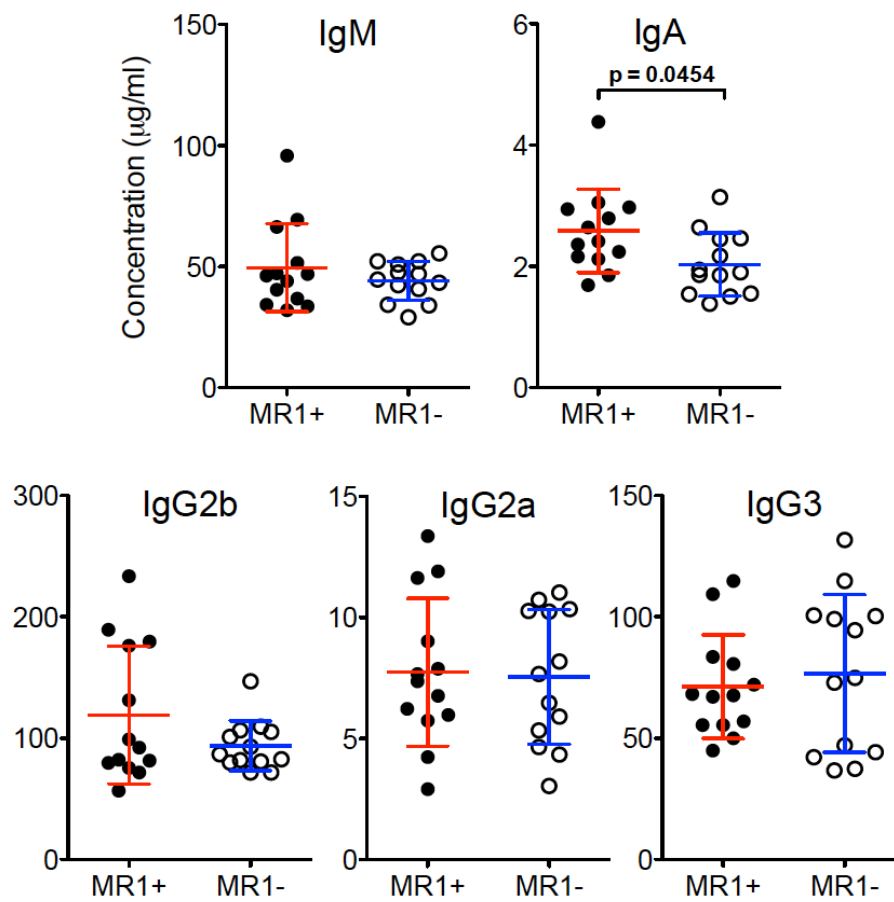 IgM
IgA
Concentration (µg/ml)
150
100
50
0
MR1+ MR1-
6
4
2
0
p = 0.0454
MR1+ MR1-
IgG2b
IgG2a
IgG3
300
200
100
0
MR1+ MR1-
15
10
5
0
MR1+ MR1-
150
100
50
0
MR1+ MR1-